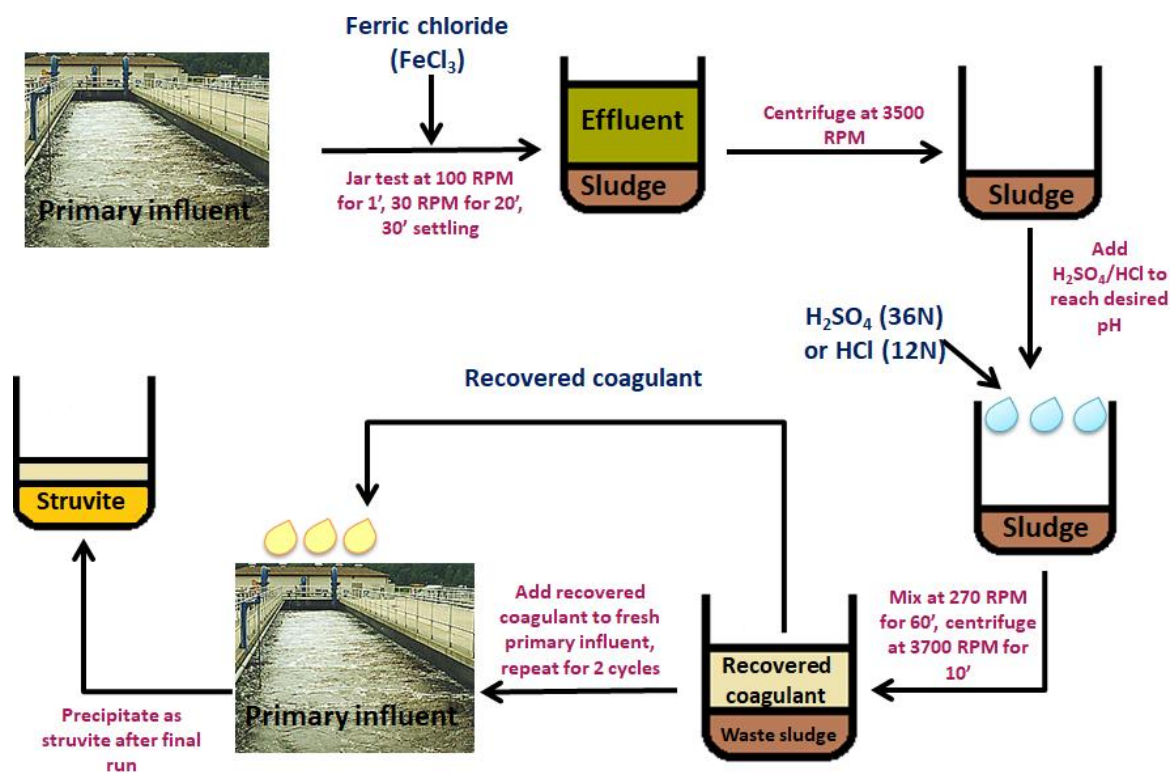 Ferric chloride
(FeCl₃)
Primary influent
Jar test at 100 RPM
for 1’, 30 RPM for 20’,
30’ settling
Effluent
Sludge
Centrifuge at 3500
RPM
Sludge
Add
H₂SO₄/HCl to
reach desired
pH
H₂SO₄ (36N)
or HCl (12N)
Sludge
Mix at 270 RPM
for 60’, centrifuge
at 3700 RPM for
10’
Recovered
coagulant
Waste sludge
Recovered coagulant
Add recovered
coagulant to fresh
primary influent,
repeat for 2 cycles
Primary influent
Precipitate as
struvite after final
run
Struvite